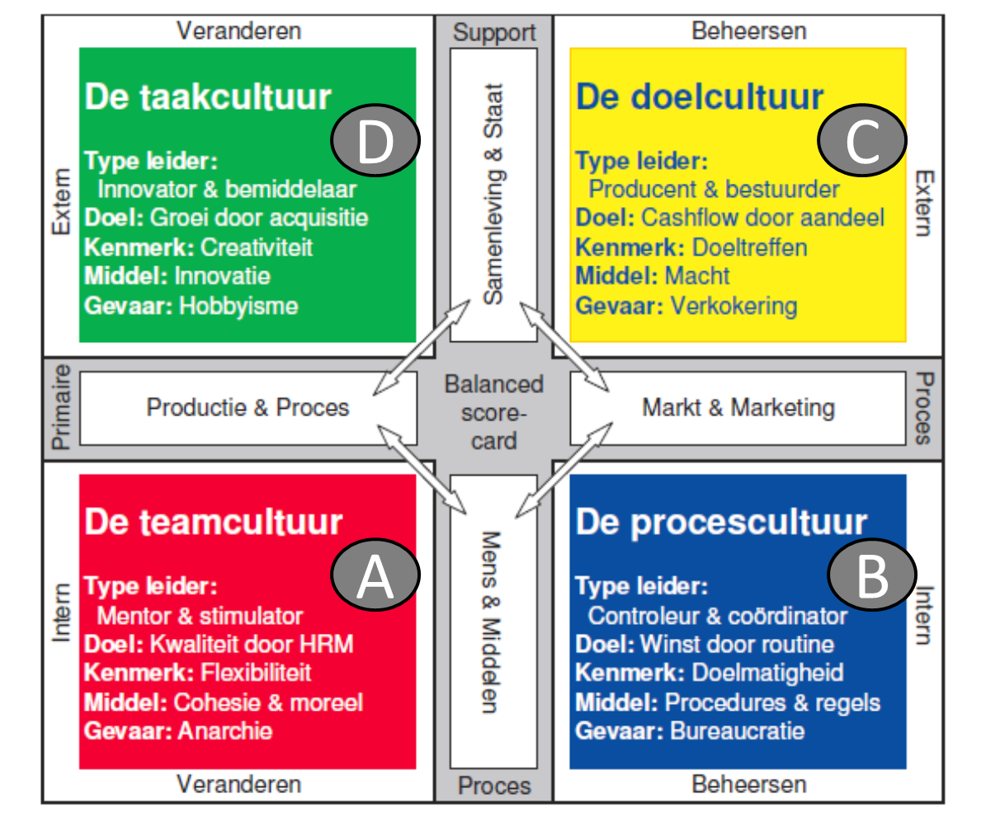 Veranderen
Support
Beheersen
De taakcultuur
D
Type leider:
Innovator & bemiddelaar
Doel: Groei door acquisitie
Kenmerk: Creativiteit
Middel: Innovatie
Gevaar: Hobbyisme
Extern
Samenleving & Staat
De doelcultuur
C
Type leider:
Producent & bestuurder
Doel: Cashflow door aandeel
Kenmerk: Doeltreffen
Middel: Macht
Gevaar: Verkokering
Extern
Primaire
Productie & Proces
Balanced
score-
card
Markt & Marketing
Proces
De teamcultuur
A
Type leider:
Mentor & stimulator
Doel: Kwaliteit door HRM
Kenmerk: Flexibiliteit
Middel: Cohesie & moreel
Gevaar: Anarchie
Intern
Mens & Middelen
De procescultuur
B
Type leider:
Controleur & coördinator
Doel: Winst door routine
Kenmerk: Doelmatigheid
Middel: Procedures & regels
Gevaar: Bureaucratie
Intern
Veranderen
Proces
Beheersen